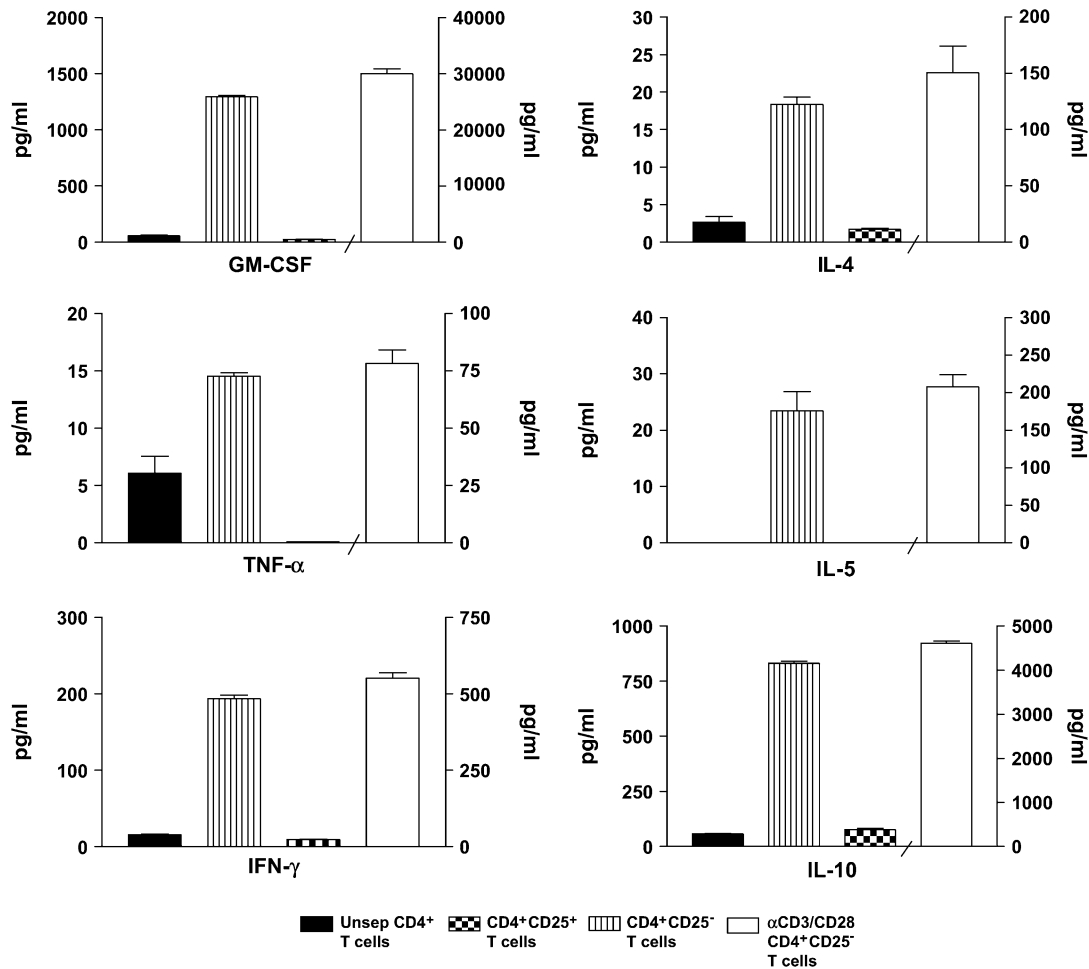 2000
1500
1000
500
0
pg/ml
40000
30000
20000
10000
0
pg/ml
GM-CSF
30
25
20
15
10
5
0
pg/ml
200
150
100
50
0
pg/ml
IL-4
20
15
10
5
0
pg/ml
100
75
50
25
0
pg/ml
TNF-α
40
30
20
10
0
pg/ml
300
250
200
150
100
50
0
pg/ml
IL-5
300
200
100
0
pg/ml
750
500
250
0
pg/ml
IFN-γ
1000
750
500
250
0
pg/ml
5000
4000
3000
2000
1000
0
pg/ml
IL-10
Unsep CD4⁺
T cells
CD4⁺CD25⁺
T cells
CD4⁺CD25⁻
T cells
αCD3/CD28
CD4⁺CD25⁻
T cells